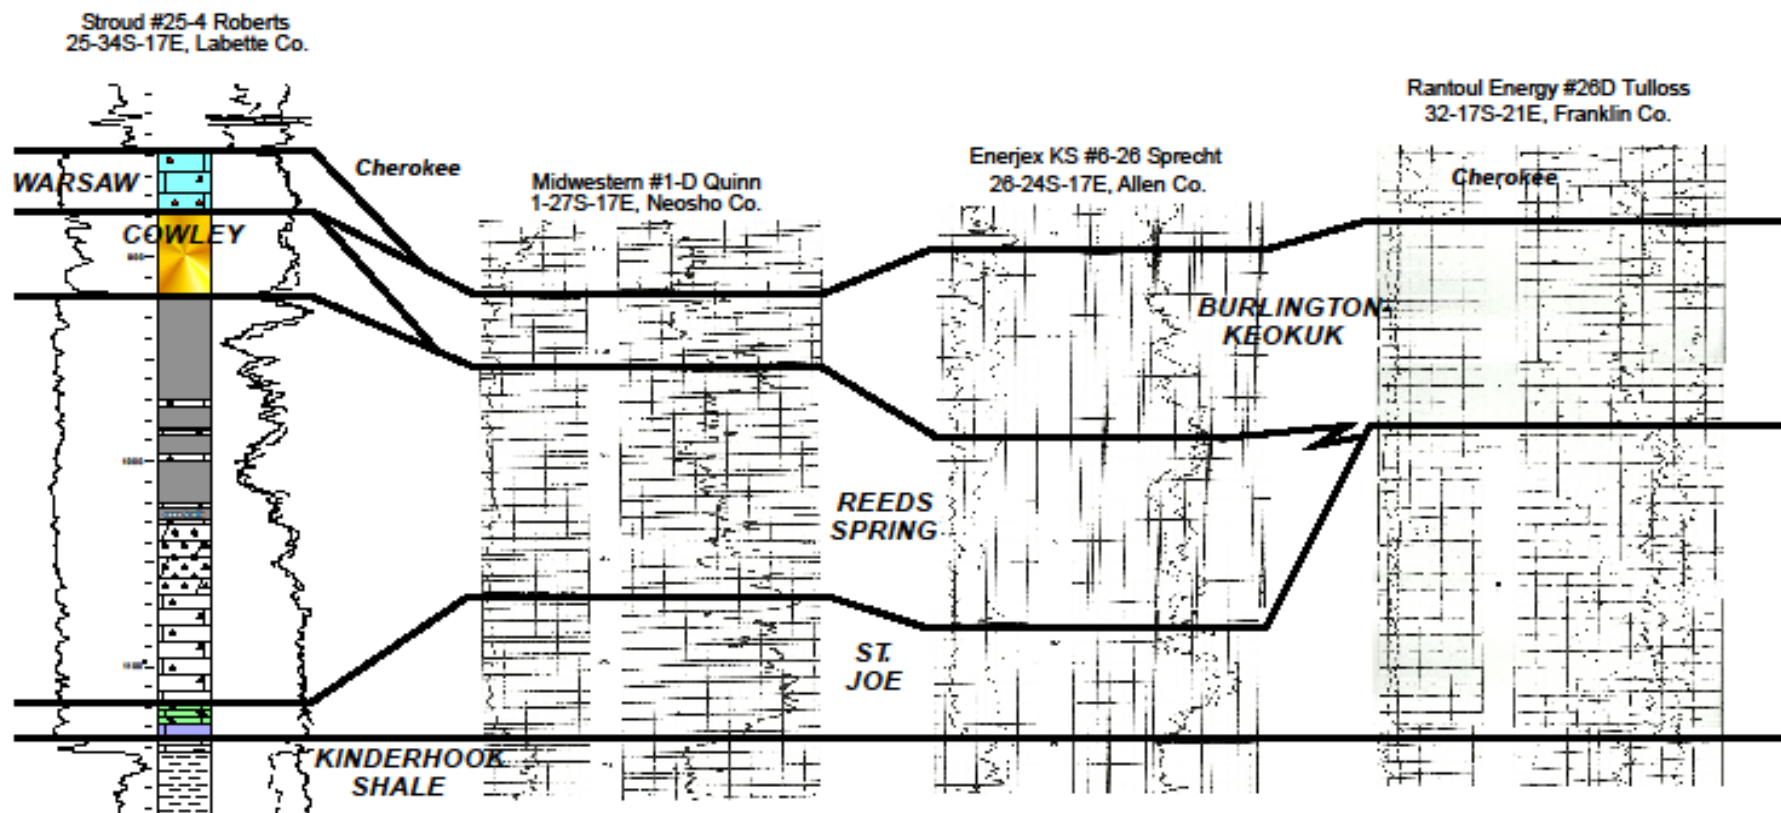 Stroud #25-4 Roberts
25-34S-17E, Labette Co.
Rantoul Energy #26D Tulloss
32-17S-21E, Franklin Co.
Enerjex KS #6-26 Sprecht
26-24S-17E, Allen Co.
Midwestern #1-D Quinn
1-27S-17E, Neosho Co.
Cherokee
Cherokee
WARSAW
COWLEY
BURLINGTON
KEOKUK
1000
REEDS
SPRING
ST.
JOE
1100
KINDERHOOK
SHALE